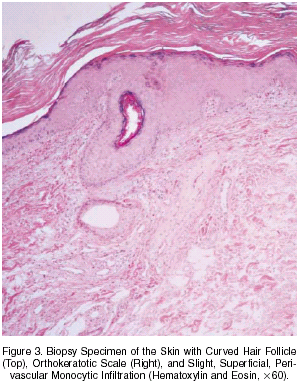 Figure 3. Biopsy Specimen of the Skin with Curved Hair Follicle
(Top), Orthokeratotic Scale (Right), and Slight, Superficial, Peri-
vascular Monocytic Infiltration (Hematoxylin and Eosin, ×60).